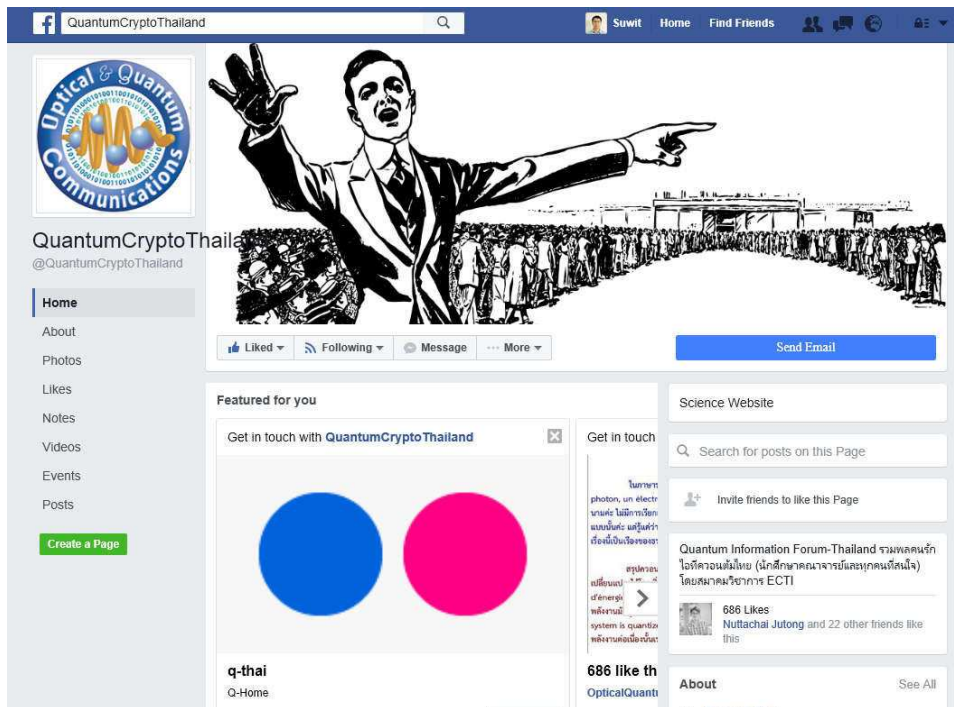 QuantumCryptoThailand
Suwit
Home
Find Friends
Optical & Quantum
Communications
QuantumCryptoThaila
@QuantumCryptoThailand
Home
About
Photos
Likes
Notes
Videos
Events
Posts
Create a Page
Liked
Following
Message
More
Send Email
Featured for you
Get in touch with QuantumCryptoThailand
q-thai
Q-Home
Get in touch
photon, un électr
d'énergi
system is quantiz
686 like th
OpticalQuant
Science Website
Search for posts on this Page
Invite friends to like this Page
Quantum Information Forum-Thailand รวมพลคนรัก
ไอทีควอนตัมไทย (นักศึกษาคณาจารย์และทุกคนที่สนใจ)
โดยสมาคมวิชาการ ECTI
686 Likes
Nuttachai Jutong and 22 other friends like
this
About
See All